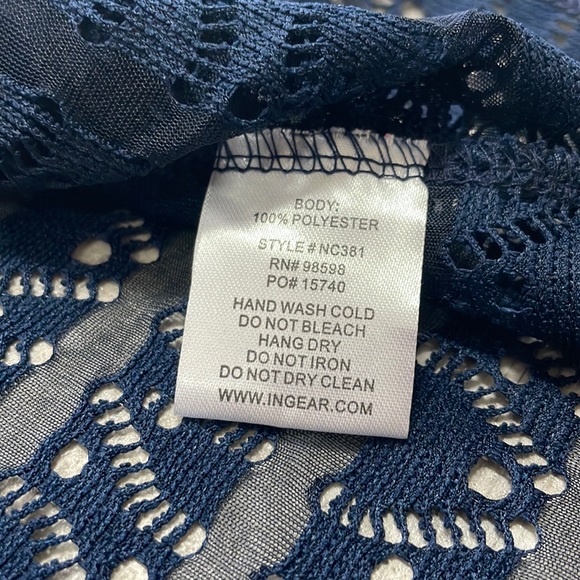 BODY:
100% POLYESTER
STYLE # NC381
RN# 98598
PO# 15740
HAND WASH COLD
DO NOT BLEACH
HANG DRY
DO NOT IRON
DO NOT DRY CLEAN
WWW.INGEAR.COM